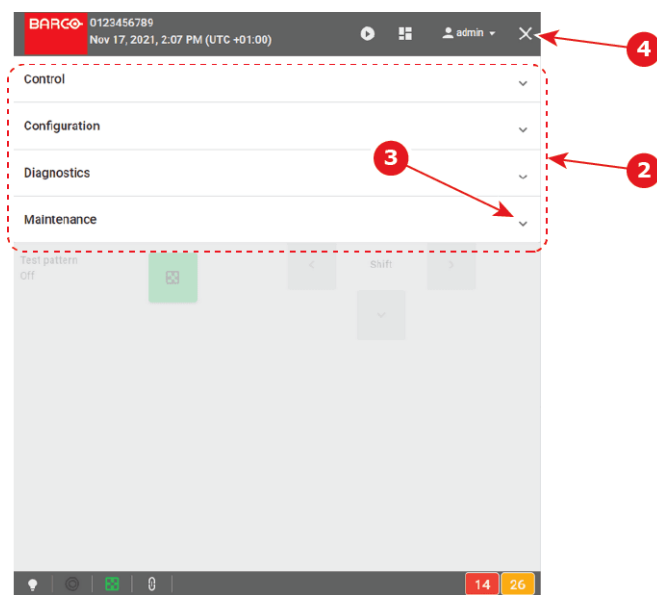 BARCO 0123456789
Nov 17, 2021, 2:07 PM (UTC +01:00)
admin
4
Control
Configuration
3
Diagnostics
2
Maintenance
Test pattern
Off
Shift
14 26